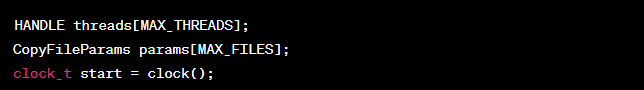 HANDLE threads[MAX_THREADS];
CopyFileParams params[MAX_FILES];
clock_t start = clock();